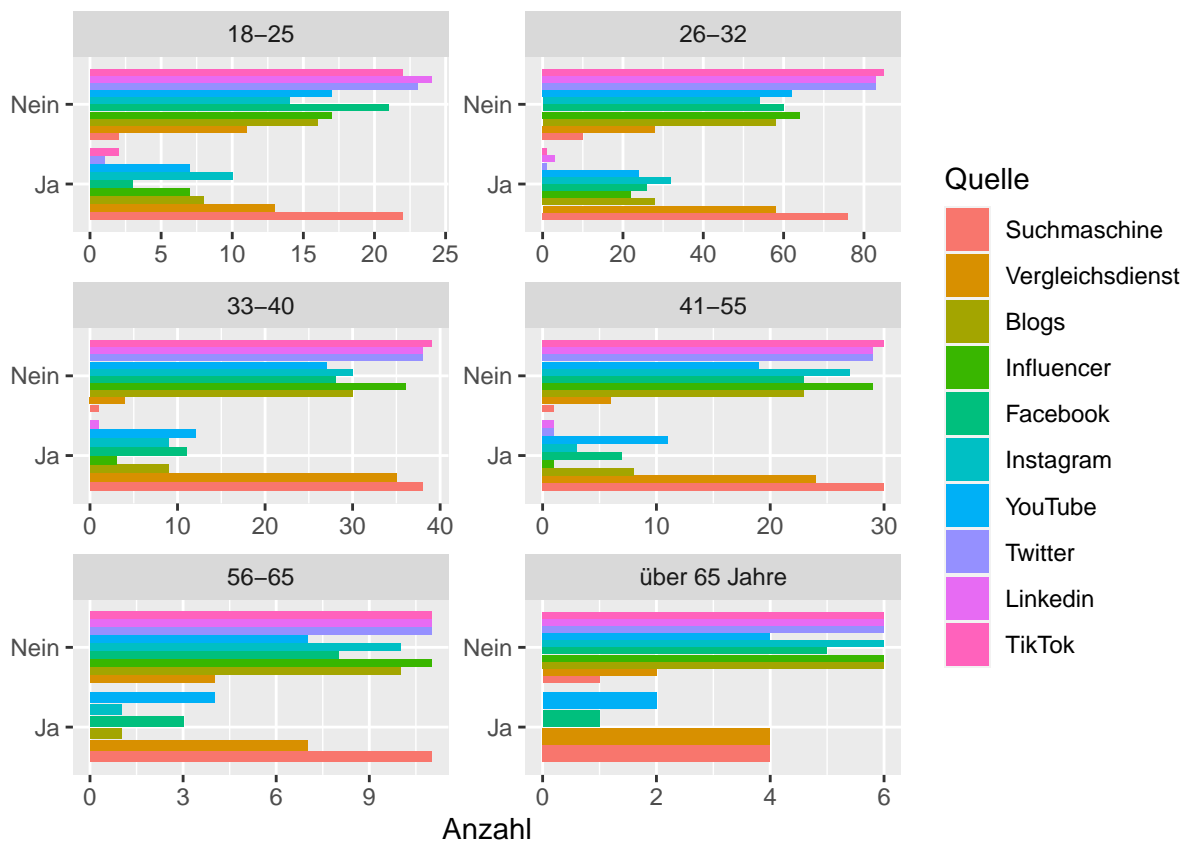 18−25
26−32
Nein
Ja
0 5 10 15 20 25
0 20 40 60 80
33−40
41−55
Nein
Nein
Ja
Ja
0 10 20 30 40
0 10 20 30
56−65
über 65 Jahre
Nein
Nein
Ja
Ja
0 3 6 9
0 2 4 6
Anzahl
Nein
Ja
Quelle
Suchmaschine
Vergleichsdienst
Blogs
Influencer
Facebook
Instagram
YouTube
Twitter
Linkedin
TikTok